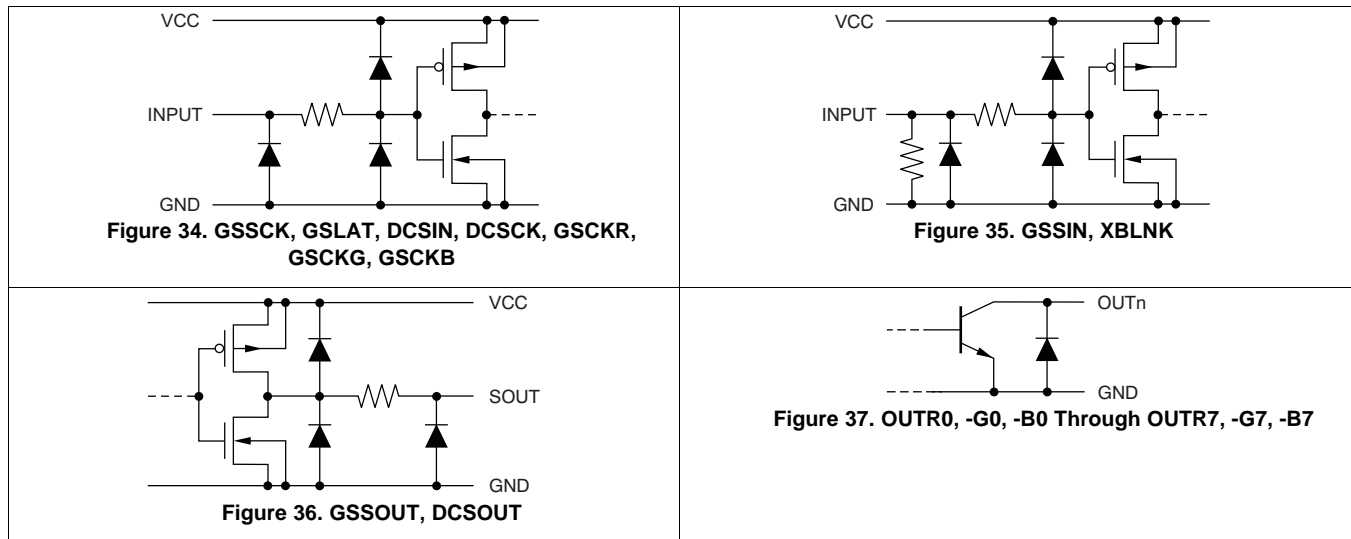 VCC
INPUT
GND
Figure 34. GSSCK, GSLAT, DCSIN, DCSCK, GSCKR,
GSCKG, GSCKB
VCC
INPUT
GND
Figure 35. GSSIN, XBLNK
VCC
SOUT
GND
Figure 36. GSSOUT, DCSOUT
OUTn
GND
Figure 37. OUTR0, -G0, -B0 Through OUTR7, -G7, -B7